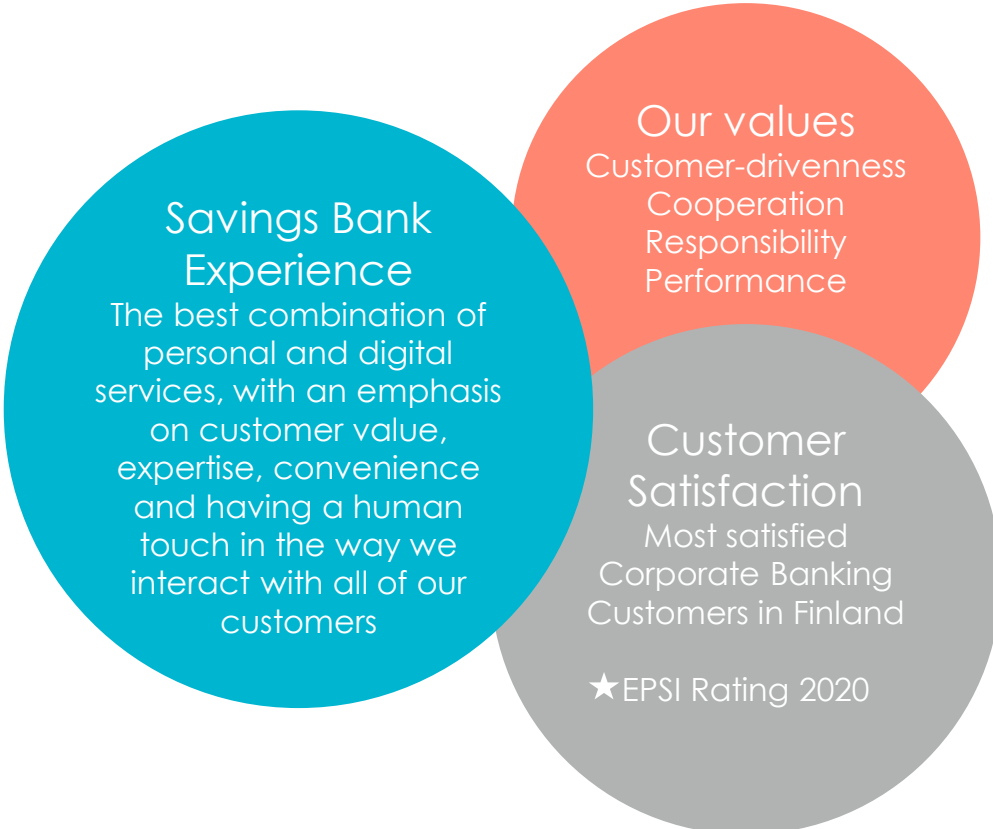 Savings Bank
Experience
The best combination of
personal and digital
services, with an emphasis
on customer value,
expertise, convenience
and having a human
touch in the way we
interact with all of our
customers
Our values
Customer-drivenness
Cooperation
Responsibility
Performance
Customer
Satisfaction
Most satisfied
Corporate Banking
Customers in Finland
★EPSI Rating 2020